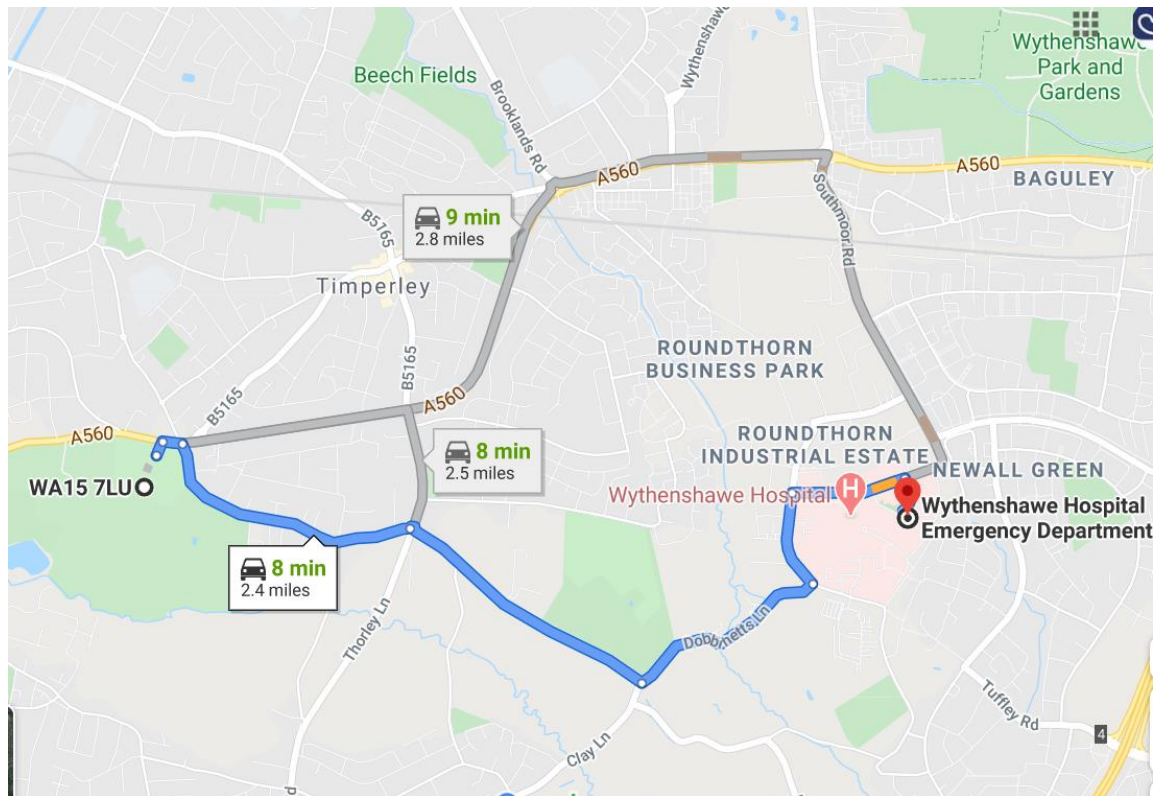 Wythenshawe
Park and
Gardens
Beech Fields
Wythenshawe
Brooklands Rd
A560
A560
BAGULEY
Southmoor Rd
9 min
2.8 miles
B5165
Timperley
B5165
ROUNDTHORN
BUSINESS PARK
A560
B5165
A560
8 min
2.5 miles
ROUNDTHORN
INDUSTRIAL ESTATE
NEWALL GREEN
WA15 7LU
Wythenshawe Hospital
H
Wythenshawe Hospital
Emergency Department
8 min
2.4 miles
Thorley Ln
Dobbinetts Ln
Tuffley Rd
4
Clay Ln